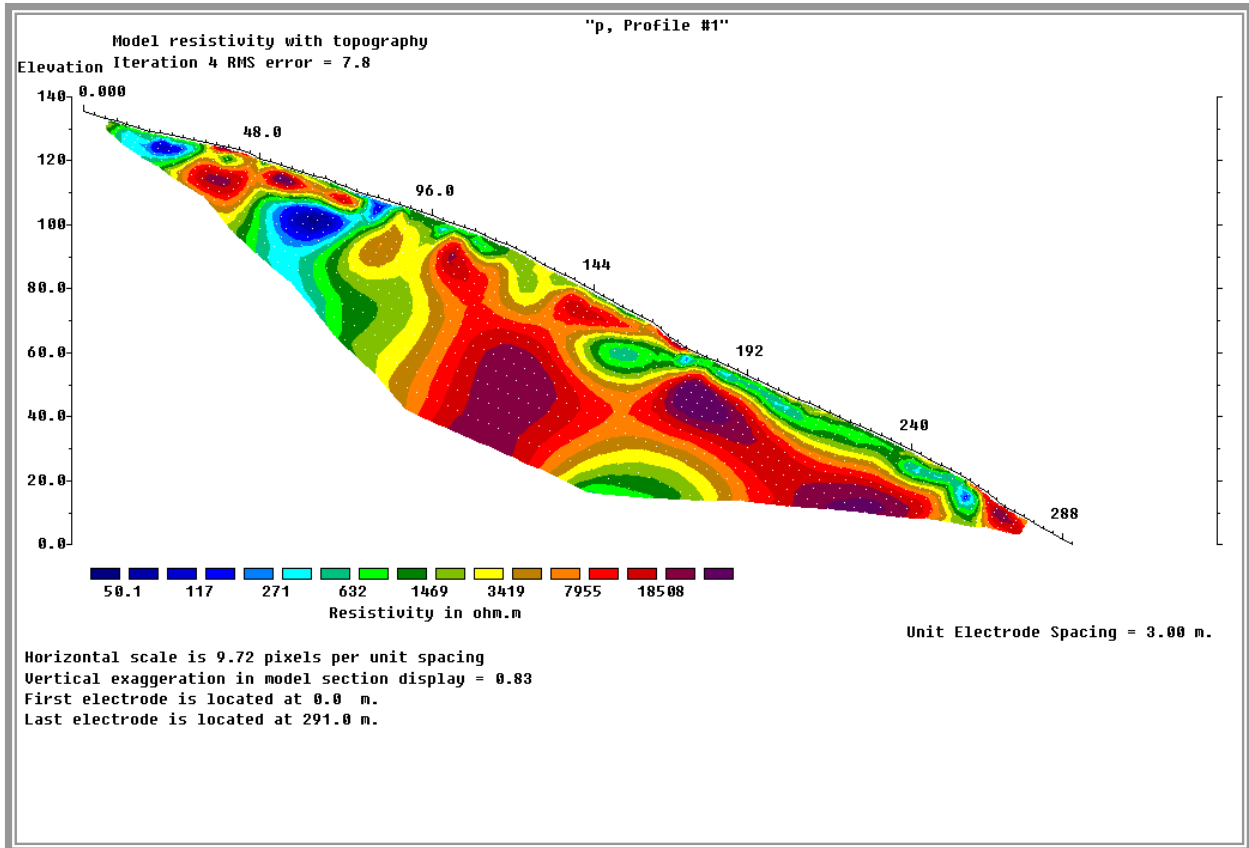 "p, Profile #1"
Model resistivity with topography
Iteration 4 RMS error = 7.8
Elevation
140
0.000
48.0
120
96.0
100
144
80.0
192
60.0
40.0
240
20.0
288
0.0
50.1 117 271 632 1469 3419 7955 18508
Resistivity in ohm.m
Unit Electrode Spacing = 3.00 m.
Horizontal scale is 9.72 pixels per unit spacing
Vertical exaggeration in model section display = 0.83
First electrode is located at 0.0 m.
Last electrode is located at 291.0 m.